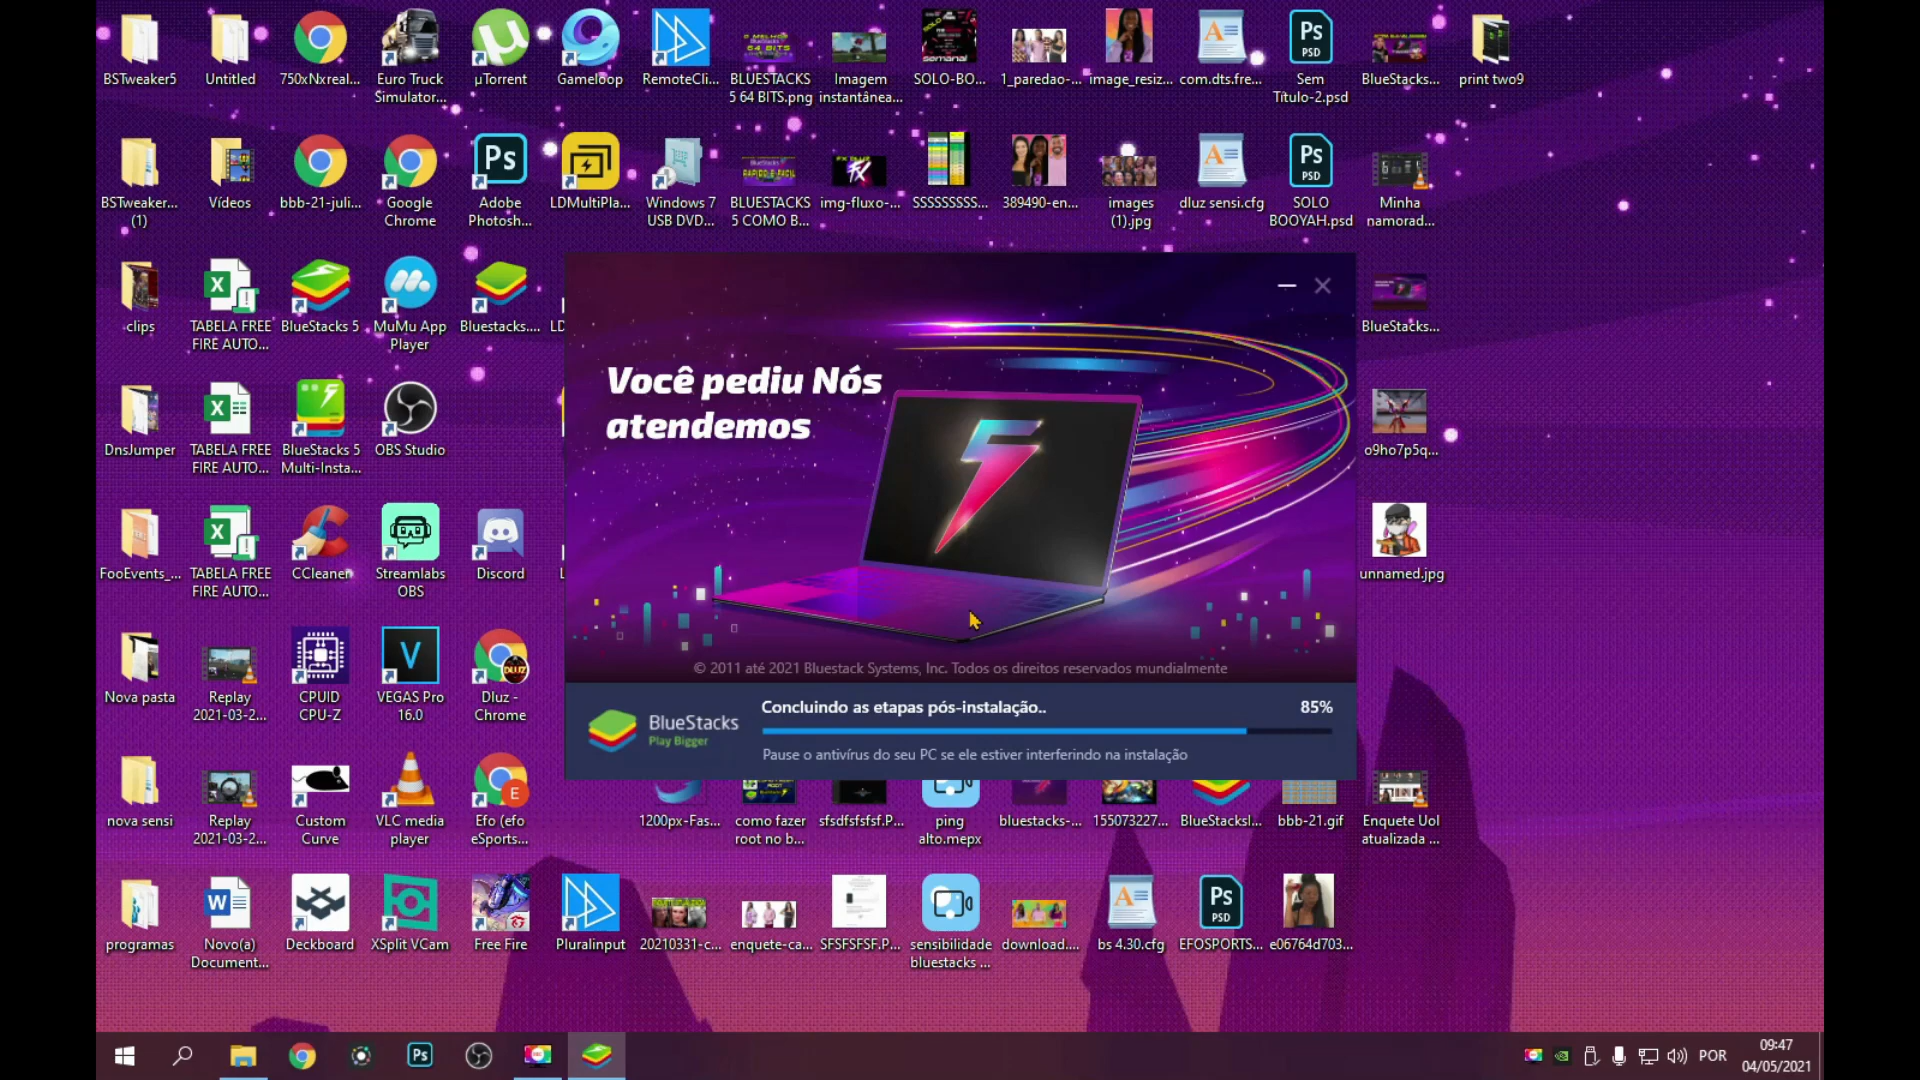 BSTweaker5
Untitled
750xNxreal...
Euro Truck
Simulator...
µTorrent
Gameloop
RemoteCli...
BLUESTACKS
5 64 BITS.png
Imagem
instantânea...
SOLO-BO...
1_paredao-...
image_resiz...
com.dts.fre...
Sem
Título-2.psd
BlueStacks...
print two9
BSTweaker...
(1)
Vídeos
bbb-21-juli...
Google
Chrome
Adobe
Photosh...
LDMultiPla...
Windows 7
USB DVD...
BLUESTACKS
5 COMO B...
img-fluxo-...
SSSSSSSSS...
389490-en...
images
(1).jpg
dluz sensi.cfg
SOLO
BOOYAH.psd
Minha
namorad...
clips
TABELA FREE
FIRE AUTO...
BlueStacks 5
MuMu App
Player
Bluestacks....
LD
BlueStacks...
DnsJumper
TABELA FREE
FIRE AUTO...
BlueStacks 5
Multi-Insta...
OBS Studio
o9ho7p5q...
FooEvents_...
TABELA FREE
FIRE AUTO...
CCleaner
Streamlabs
OBS
Discord
unnamed.jpg
Nova pasta
Replay
2021-03-2...
CPUID
CPU-Z
VEGAS Pro
16.0
Dluz -
Chrome
nova sensi
Replay
2021-03-2...
Custom
Curve
VLC media
player
Efo (efo
eSports...
1200px-Fas...
como fazer
root no b...
sfsdfsfsfsf.P...
ping
alto.mepx
bluestacks-...
155073227...
BlueStacksI...
bbb-21.gif
Enquete Uol
atualizada ...
programas
Novo(a)
Document...
Deckboard
XSplit VCam
Free Fire
Pluralinput
20210331-c...
enquete-ca...
SFSFSFSF.P...
sensibilidade
bluestacks ...
download....
bs 4.30.cfg
EFOSPORTS...
e06764d703...
Você pediu Nós
atendemos
© 2011 até 2021 Bluestack Systems, Inc. Todos os direitos reservados mundialmente
BlueStacks
Play Bigger
Concluindo as etapas pós-instalação..
85%
Pause o antivírus do seu PC se ele estiver interferindo na instalação
POR
09:47
04/05/2021